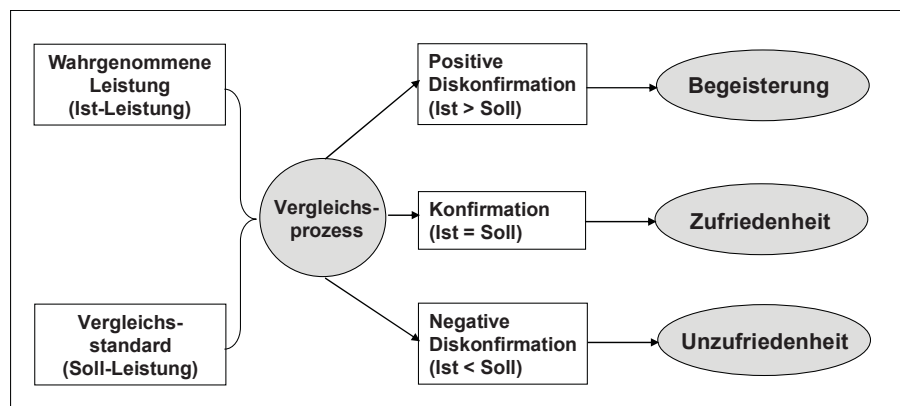 Wahrgenommene
Leistung
(Ist-Leistung)
Vergleichs-
standard
(Soll-Leistung)
Vergleichs-
prozess
Positive
Diskonfirmation
(Ist > Soll)
Begeisterung
Konfirmation
(Ist = Soll)
Zufriedenheit
Negative
Diskonfirmation
(Ist < Soll)
Unzufriedenheit